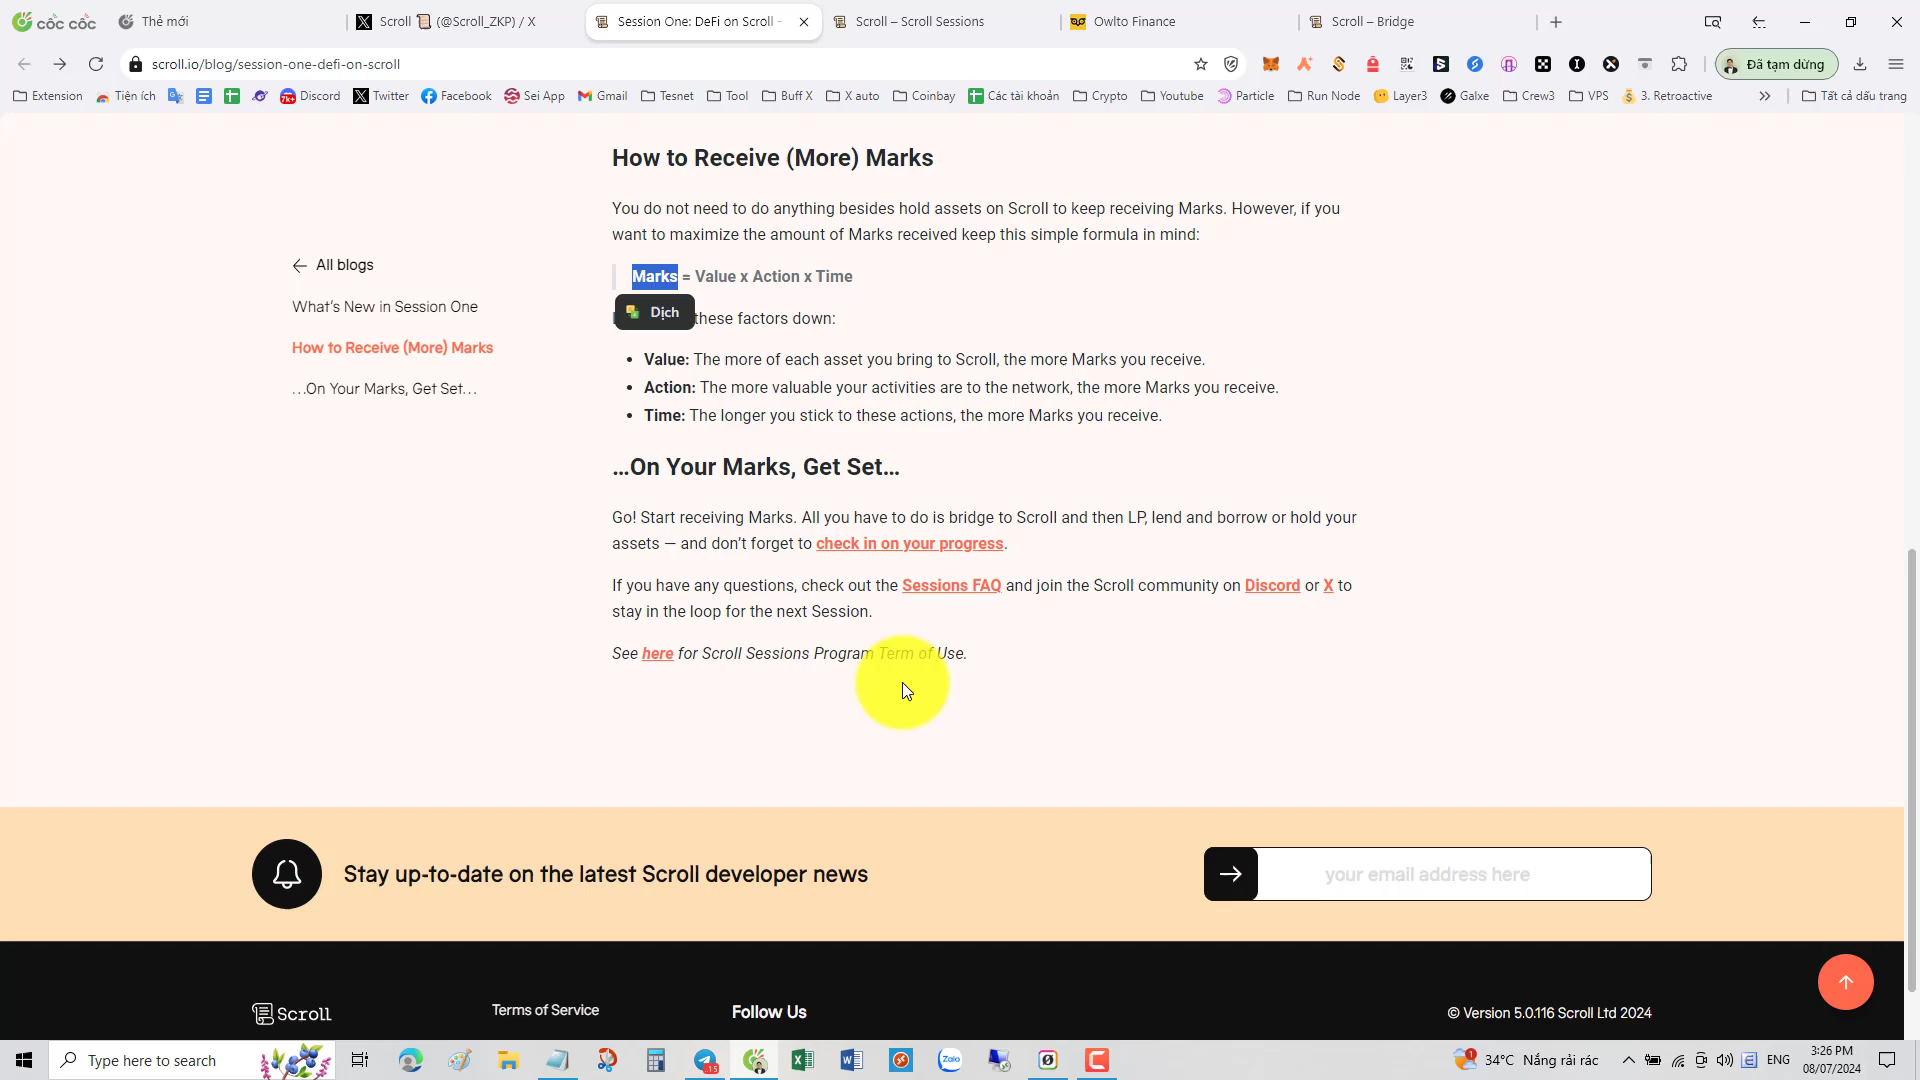 cốc cốc
Thẻ mới
Scroll 📜 (@Scroll_ZKP) / X
Session One: DeFi on Scroll -
Scroll – Scroll Sessions
Owlto Finance
Scroll – Bridge
scroll.io/blog/session-one-defi-on-scroll
Đã tạm dừng
Extension
Tiện ích
Discord
Twitter
Facebook
Sei App
Gmail
Tesnet
Tool
Buff X
X auto
Coinbay
Các tài khoản
Crypto
Youtube
Particle
Run Node
Layer3
Galxe
Crew3
VPS
3. Retroactive
Tất cả dấu trang
All blogs
What's New in Session One
How to Receive (More) Marks
…On Your Marks, Get Set…
How to Receive (More) Marks
You do not need to do anything besides hold assets on Scroll to keep receiving Marks. However, if you
want to maximize the amount of Marks received keep this simple formula in mind:
Marks = Value x Action x Time
Dịch
these factors down:
• Value: The more of each asset you bring to Scroll, the more Marks you receive.
• Action: The more valuable your activities are to the network, the more Marks you receive.
• Time: The longer you stick to these actions, the more Marks you receive.
…On Your Marks, Get Set…
Go! Start receiving Marks. All you have to do is bridge to Scroll and then LP, lend and borrow or hold your
assets — and don't forget to check in on your progress.
If you have any questions, check out the Sessions FAQ and join the Scroll community on Discord or X to
stay in the loop for the next Session.
See here for Scroll Sessions Program Term of Use.
Stay up-to-date on the latest Scroll developer news
your email address here
Scroll
Terms of Service
Follow Us
© Version 5.0.116 Scroll Ltd 2024
Type here to search
34°C Nắng rải rác
ENG
3:26 PM
08/07/2024